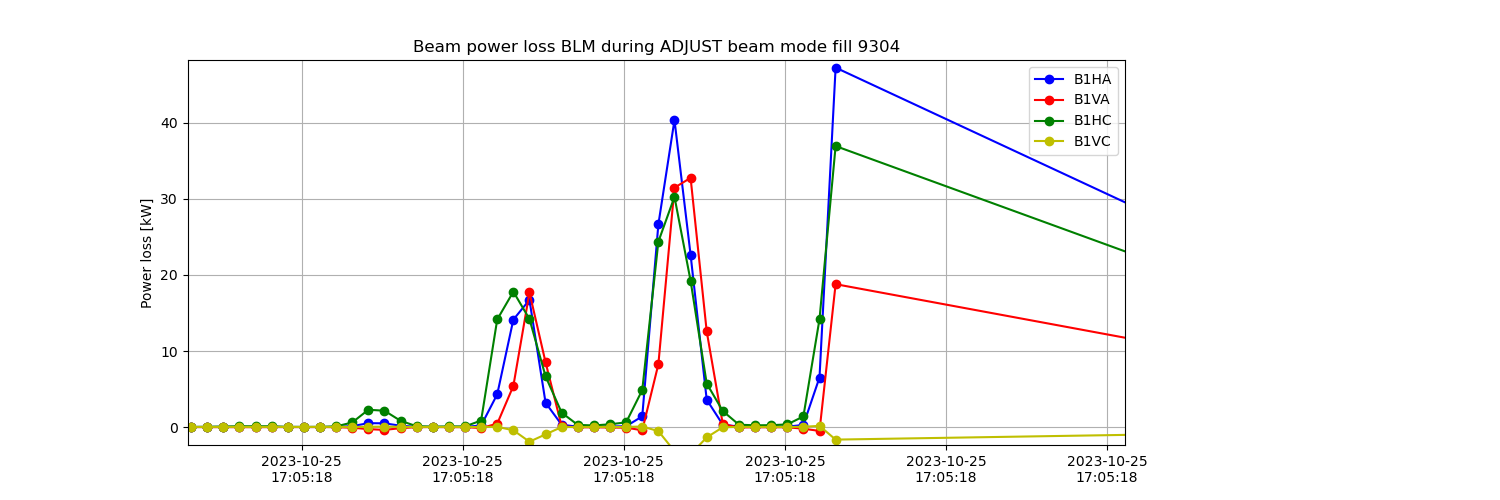 Beam power loss BLM during ADJUST beam mode fill 9304
B1HA
B1VA
B1HC
B1VC
Power loss [kW]
40
30
20
10
0
2023-10-25 2023-10-25 2023-10-25 2023-10-25 2023-10-25 2023-10-25
17:05:18 17:05:18 17:05:18 17:05:18 17:05:18 17:05:18